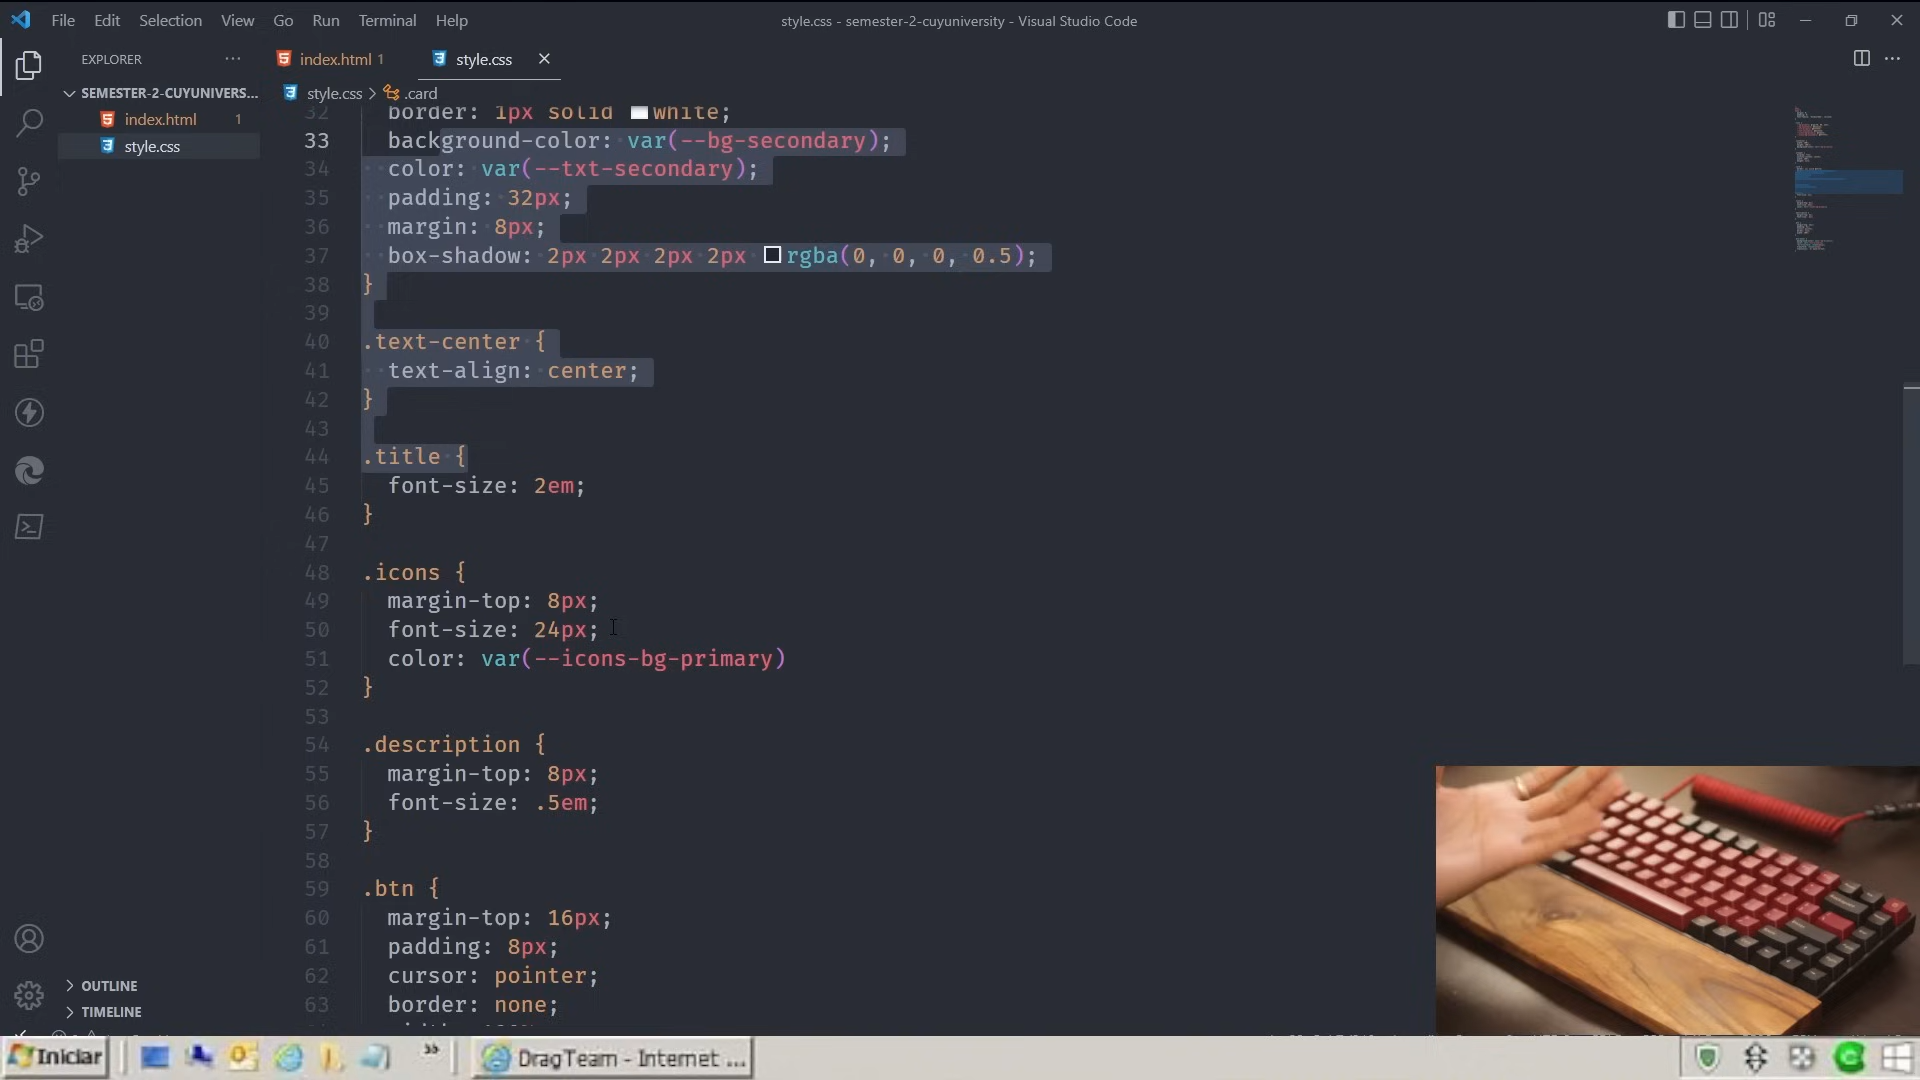 File Edit Selection View Go Run Terminal Help
style.css - semester-2-cuyuniversity - Visual Studio Code
EXPLORER
SEMESTER-2-CUYUNIVERS...
index.html 1
style.css
index.html 1
style.css
style.css > .card
32 border: 1px solid white;
33 background-color: var(--bg-secondary);
34 color: var(--txt-secondary);
35 padding: 32px;
36 margin: 8px;
37 box-shadow: 2px 2px 2px 2px rgba(0, 0, 0, 0.5);
38 }
39
40 .text-center {
41 text-align: center;
42 }
43
44 .title {
45 font-size: 2em;
46 }
47
48 .icons {
49 margin-top: 8px;
50 font-size: 24px;
51 color: var(--icons-bg-primary)
52 }
53
54 .description {
55 margin-top: 8px;
56 font-size: .5em;
57 }
58
59 .btn {
60 margin-top: 16px;
61 padding: 8px;
62 cursor: pointer;
63 border: none;
OUTLINE
TIMELINE
Iniciar
DragTeam - Internet ...